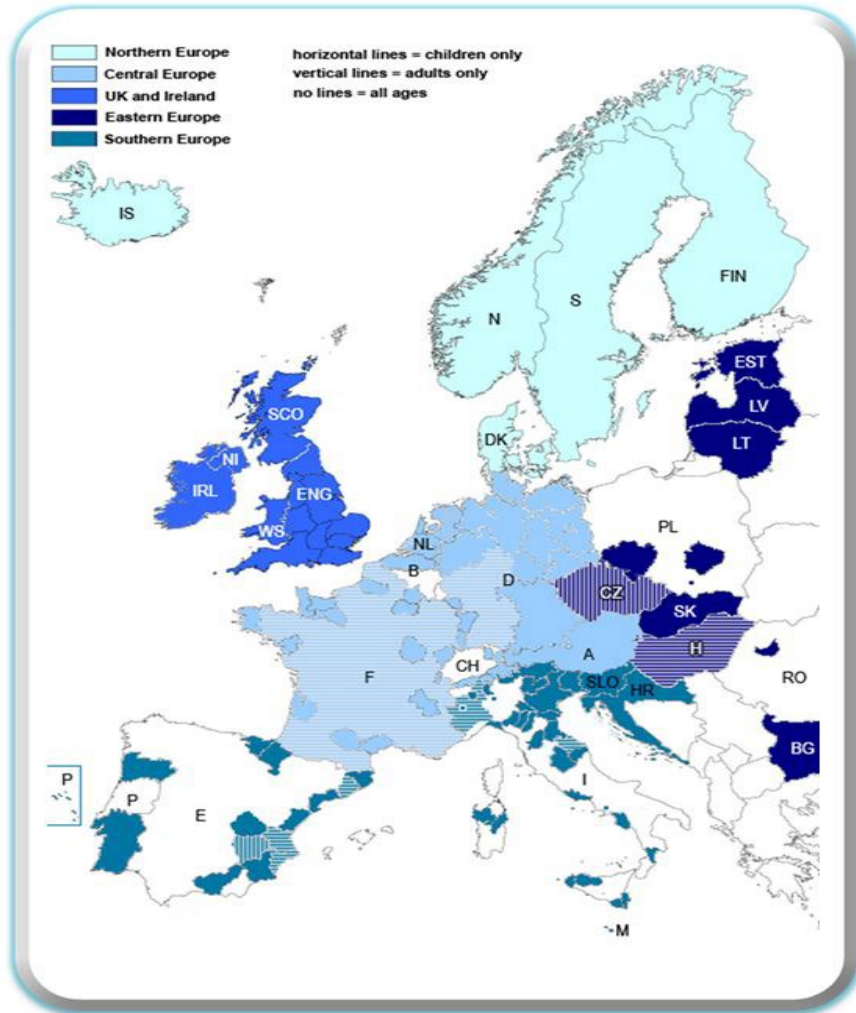 Northern Europe
Central Europe
UK and Ireland
Eastern Europe
Southern Europe
horizontal lines = children only
vertical lines = adults only
no lines = all ages
IS
FIN
S
N
EST
SCO
LV
DK
LT
NI
IRL
ENG
WS
PL
NL
B
D
CZ
SK
A
H
CH
F
SLO
HR
RO
BG
P
P
I
E
M